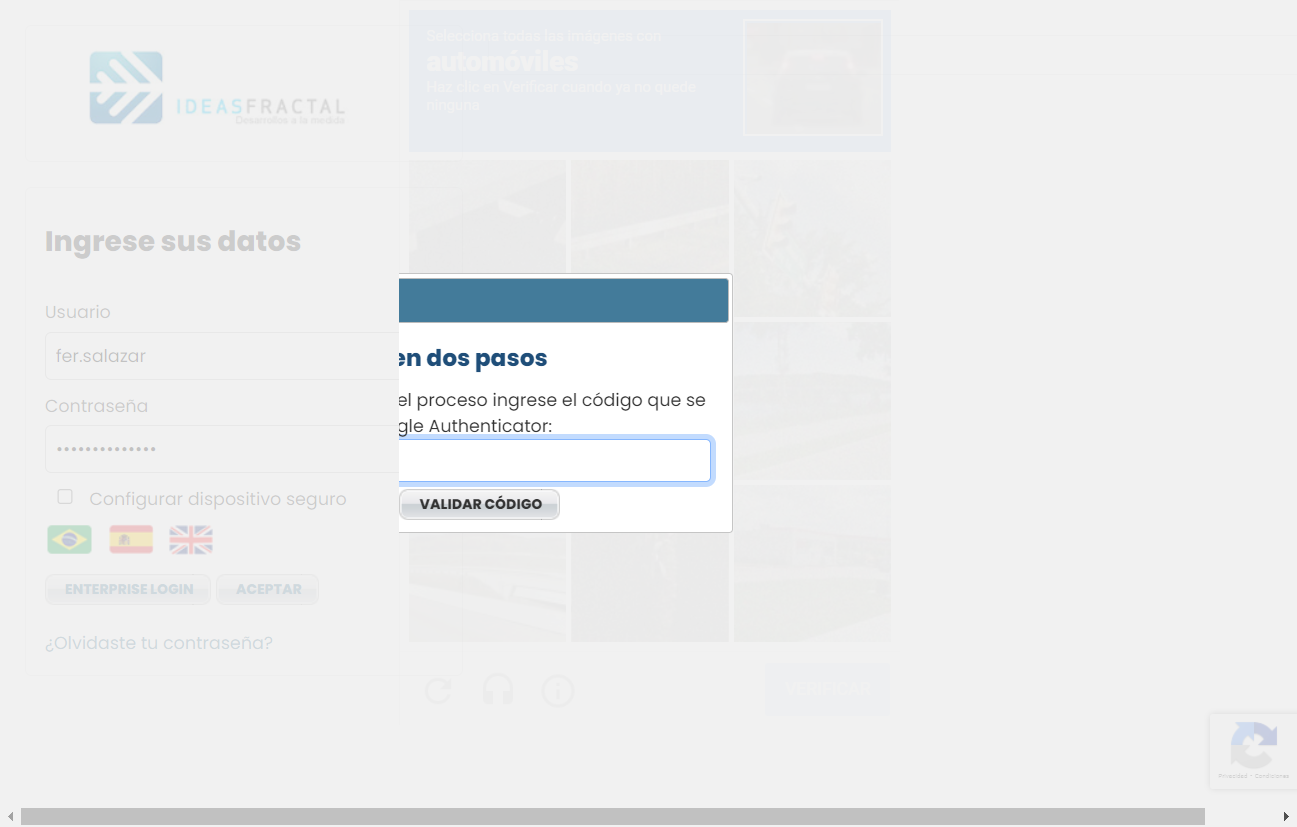 IDEASFRACTAL
Desarrollos a la medida
Selecciona todas las imágenes con
automóviles
Haz clic en Verificar cuando ya no quede
ninguna.
Ingrese sus datos
Usuario
fer.salazar
Contraseña
Configurar dispositivo seguro
ENTERPRISE LOGIN
ACEPTAR
¿Olvidaste tu contraseña?
en dos pasos
el proceso ingrese el código que se
gle Authenticator:
VALIDAR CÓDIGO
VERIFICAR
Privacidad - Condiciones